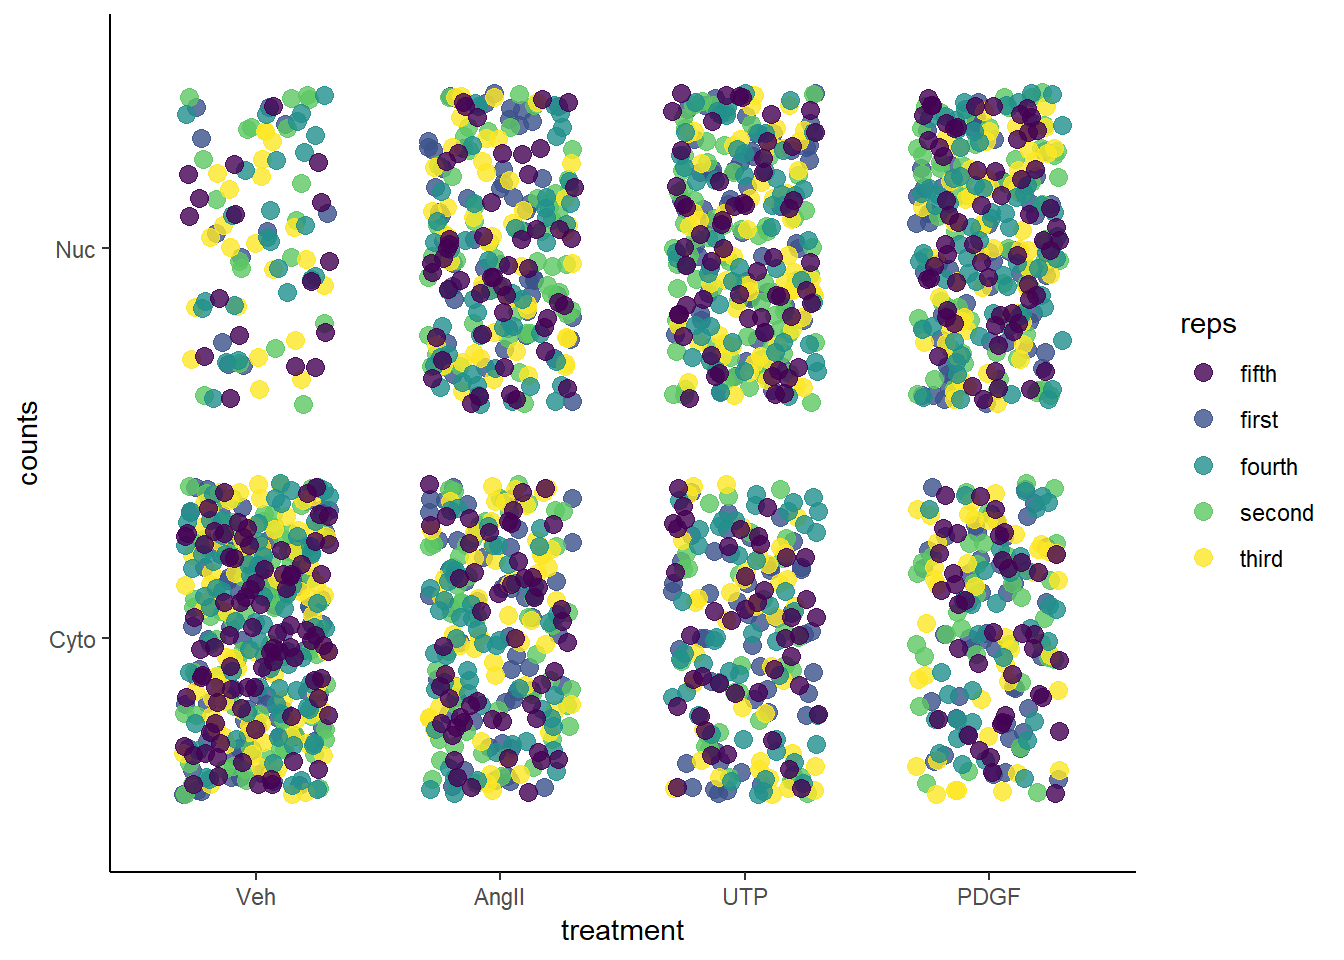 counts
Nuc
Cyto
Veh
AngII
UTP
PDGF
treatment
reps
fifth
first
fourth
second
third